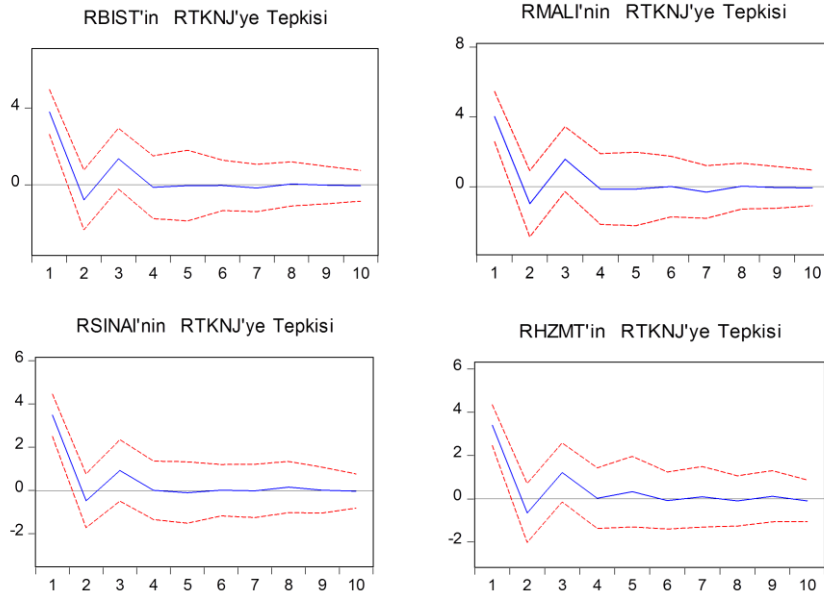 RBIST'in RTKNJ'ye Tepkisi
4
0
1 2 3 4 5 6 7 8 9 10
RMALI'nin RTKNJ'ye Tepkisi
8
4
0
1 2 3 4 5 6 7 8 9 10
RSINAI'nin RTKNJ'ye Tepkisi
6
4
2
0
-2
1 2 3 4 5 6 7 8 9 10
RHZMT'in RTKNJ'ye Tepkisi
6
4
2
0
-2
1 2 3 4 5 6 7 8 9 10